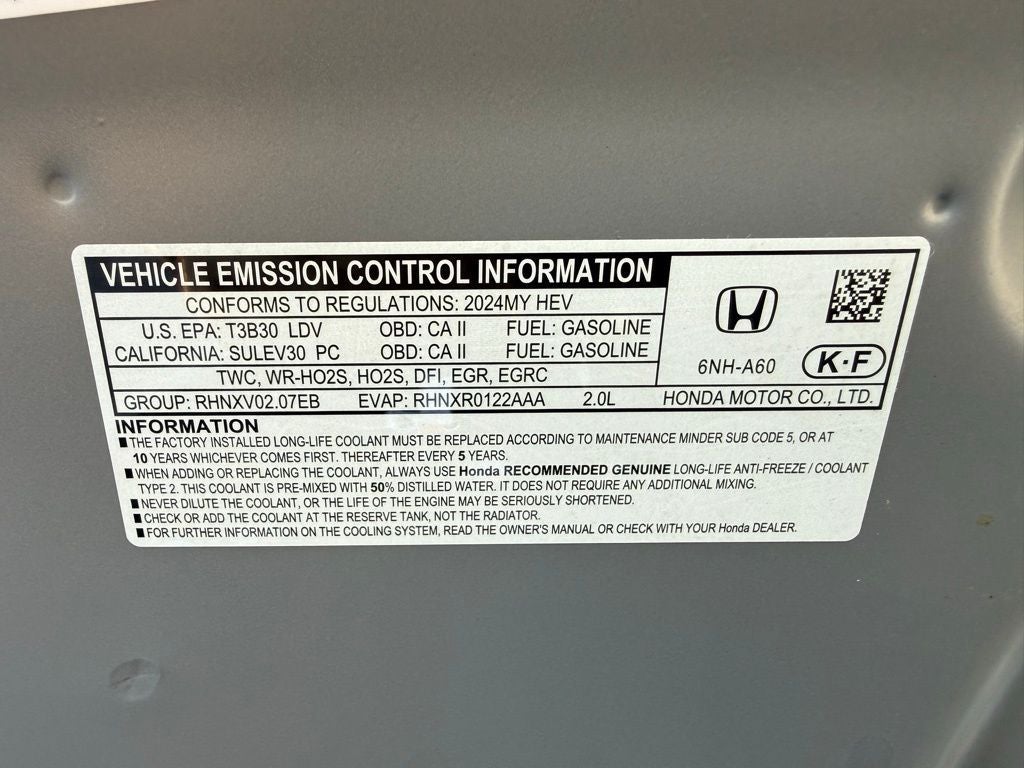 VEHICLE EMISSION CONTROL INFORMATION
CONFORMS TO REGULATIONS: 2024MY HEV
U.S. EPA: T3B30 LDV OBD: CA II FUEL: GASOLINE
CALIFORNIA: SULEV30 PC OBD: CA II FUEL: GASOLINE
TWC, WR-HO2S, HO2S, DFI, EGR, EGRC
GROUP: RHNXV02.07EB EVAP: RHNXR0122AAA 2.0L
6NH-A60
K·F
HONDA MOTOR CO., LTD.
INFORMATION
■ THE FACTORY INSTALLED LONG-LIFE COOLANT MUST BE REPLACED ACCORDING TO MAINTENANCE MINDER SUB CODE 5, OR AT
10 YEARS WHICHEVER COMES FIRST. THEREAFTER EVERY 5 YEARS.
■ WHEN ADDING OR REPLACING THE COOLANT, ALWAYS USE Honda RECOMMENDED GENUINE LONG-LIFE ANTI-FREEZE / COOLANT
TYPE 2. THIS COOLANT IS PRE-MIXED WITH 50% DISTILLED WATER. IT DOES NOT REQUIRE ANY ADDITIONAL MIXING.
■ NEVER DILUTE THE COOLANT, OR THE LIFE OF THE ENGINE MAY BE SERIOUSLY SHORTENED.
■ CHECK OR ADD THE COOLANT AT THE RESERVE TANK, NOT THE RADIATOR.
■ FOR FURTHER INFORMATION ON THE COOLING SYSTEM, READ THE OWNER'S MANUAL OR CHECK WITH YOUR Honda DEALER.